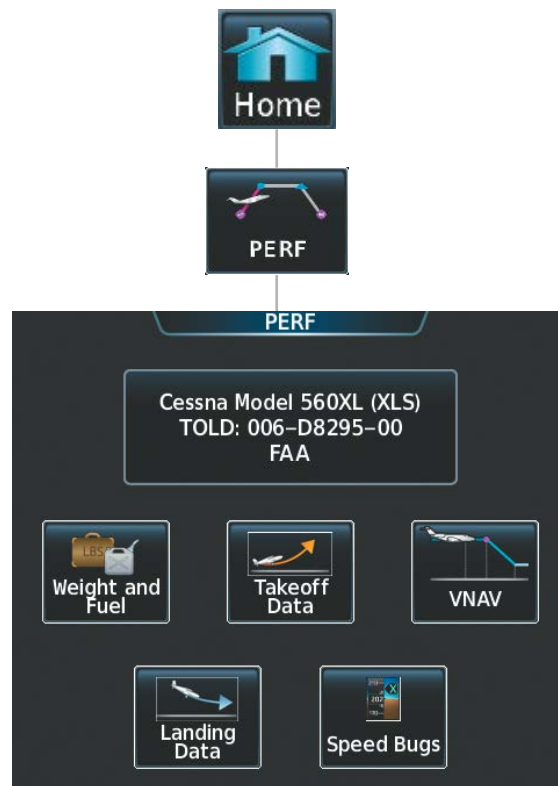 Home
PERF
PERF
Cessna Model 560XL (XLS)
TOLD: 006–D8295–00
FAA
LBS
Weight and
Fuel
Takeoff
Data
VNAV
Landing
Data
Speed Bugs